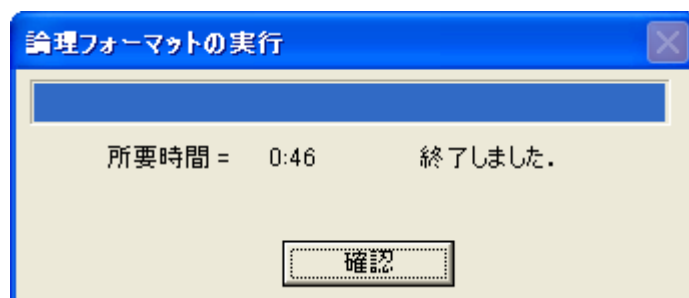 論理フォーマットの実行
所要時間 = 0:46 終了しました.
確認